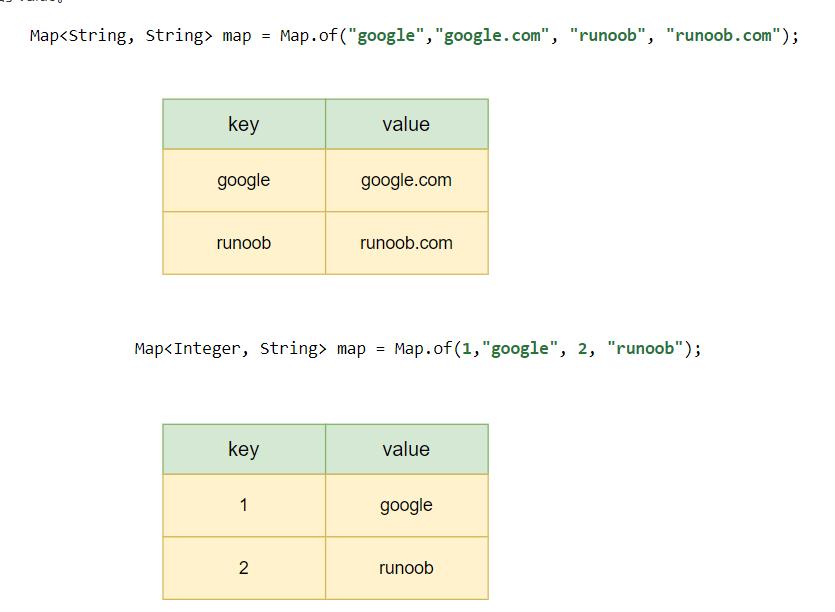 Map<String, String> map = Map.of("google","google.com", "runoob", "runoob.com");
key value
google google.com
runoob runoob.com
Map<Integer, String> map = Map.of(1,"google", 2, "runoob");
key value
1 google
2 runoob